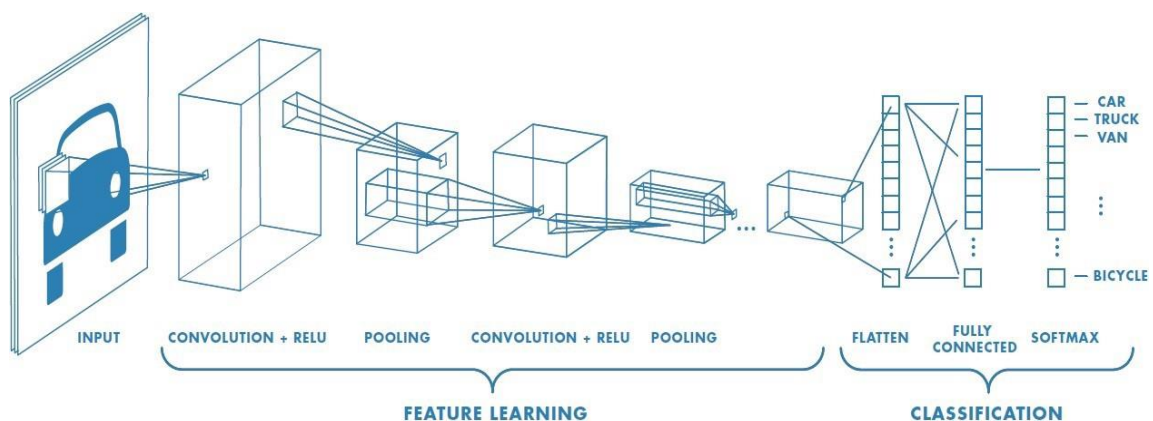 CAR
TRUCK
VAN
BICYCLE
INPUT
CONVOLUTION + RELU
POOLING
CONVOLUTION + RELU
POOLING
FLATTEN
FULLY
CONNECTED
SOFTMAX
FEATURE LEARNING
CLASSIFICATION